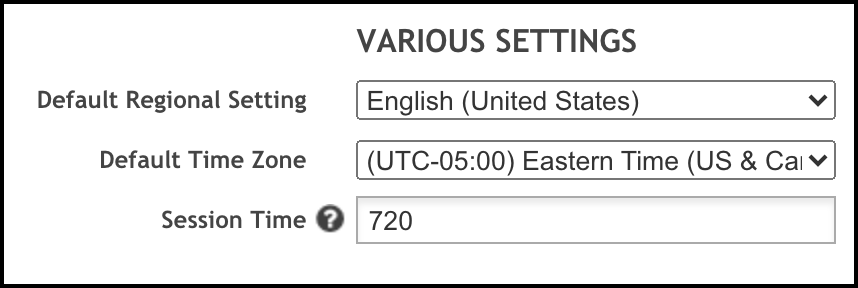 VARIOUS SETTINGS
Default Regional Setting English (United States)
Default Time Zone (UTC-05:00) Eastern Time (US & Ca
Session Time ? 720